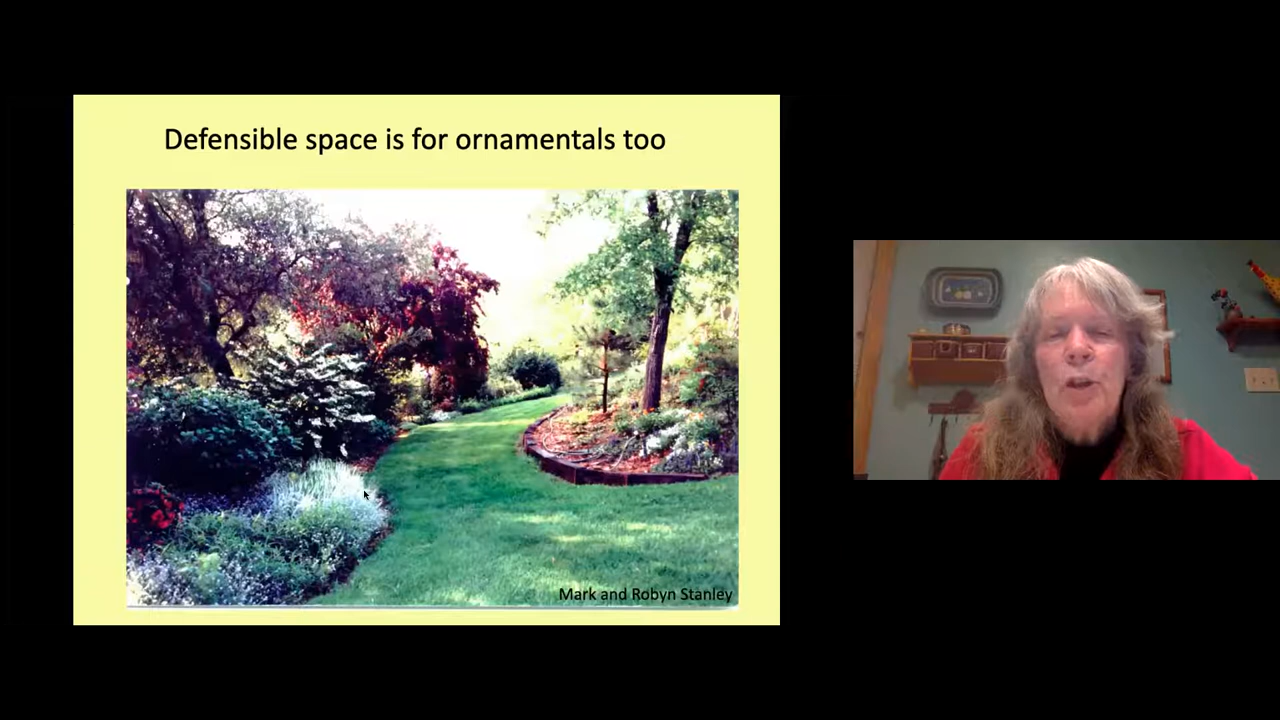 Defensible space is for ornamentals too
Mark and Robyn Stanley